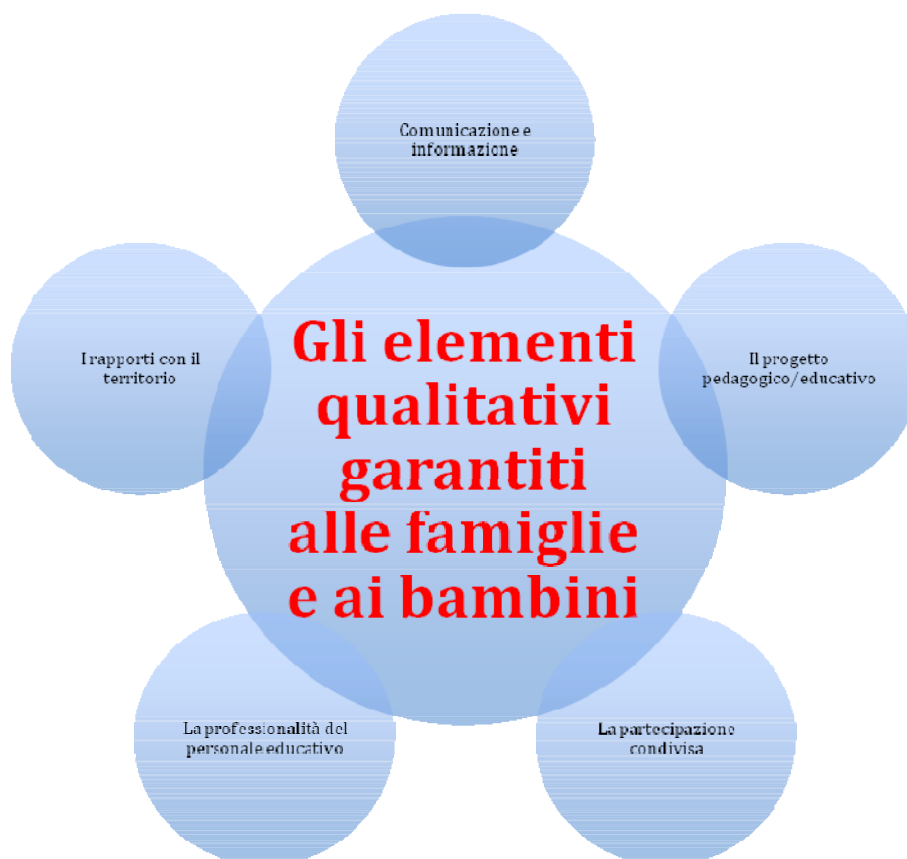 Comunicazione e
informazione
I rapporti con il
territorio
Gli elementi
qualitativi
garantiti
alle famiglie
e ai bambini
Il progetto
pedagogico/educativo
La professionalità del
personale educativo
La partecipazione
condivisa